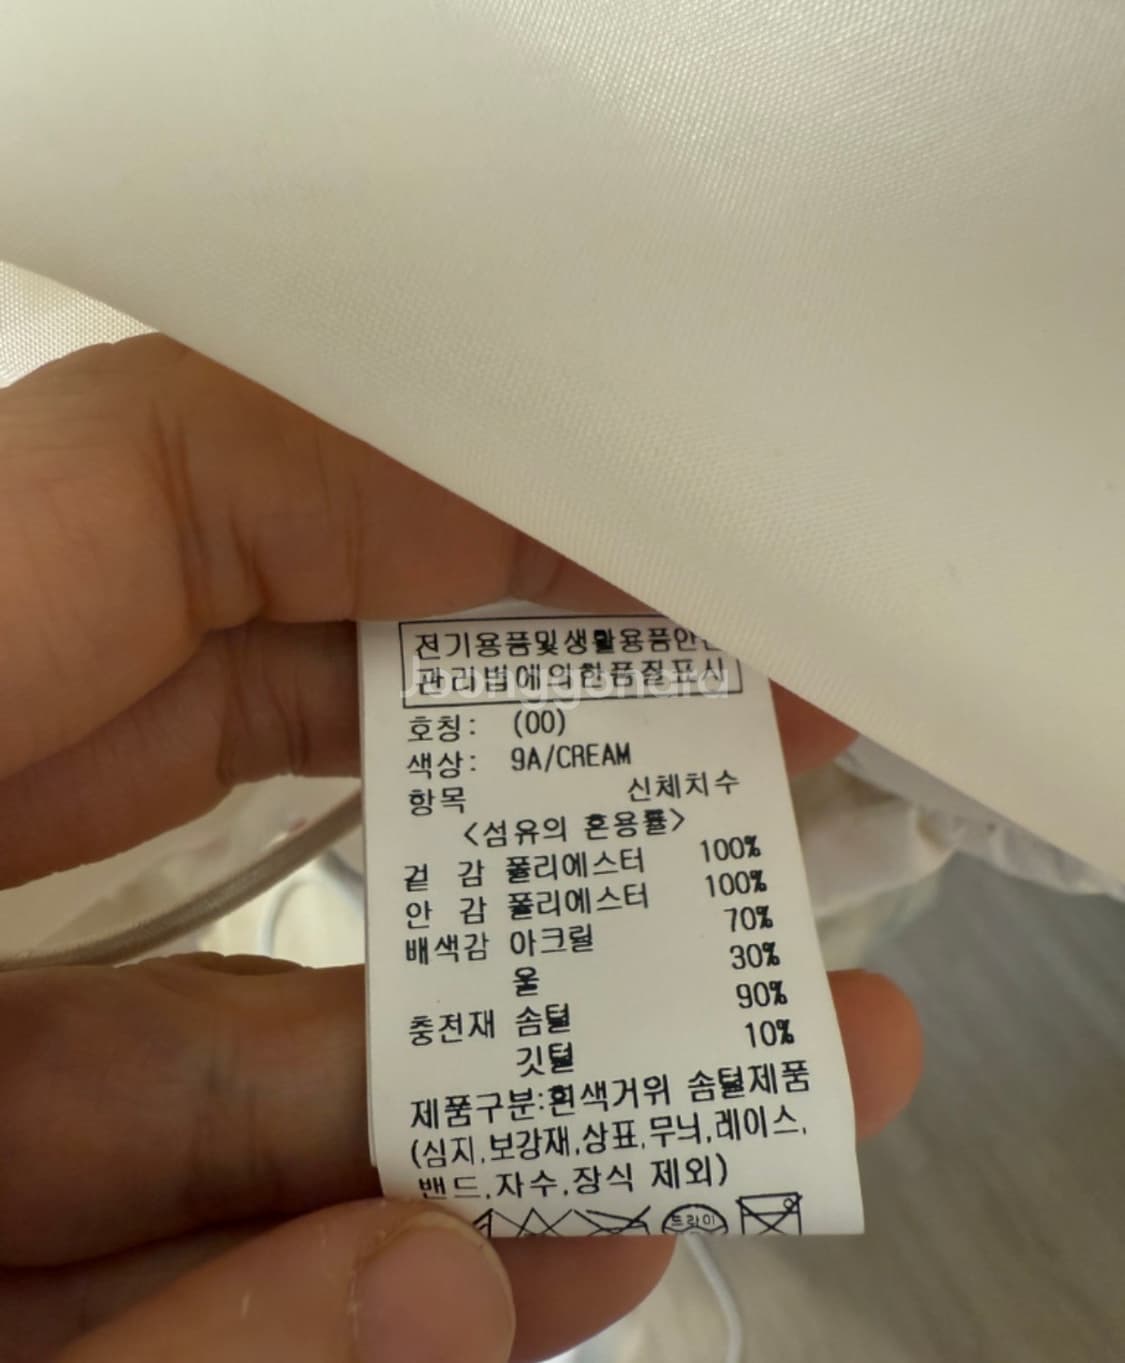 전기용품및생활용품안전
관리법에의한품질표시
Joonggonara
호칭: (00)
색상: 9A/CREAM
항목 신체치수
<섬유의 혼용률>
겉 감 폴리에스터 100%
안 감 폴리에스터 100%
배색감 아크릴 70%
울 30%
충전재 솜털 90%
깃털 10%
제품구분:흰색거위 솜털제품
(심지,보강재,상표,무늬,레이스,
밴드,자수,장식 제외)
드라이